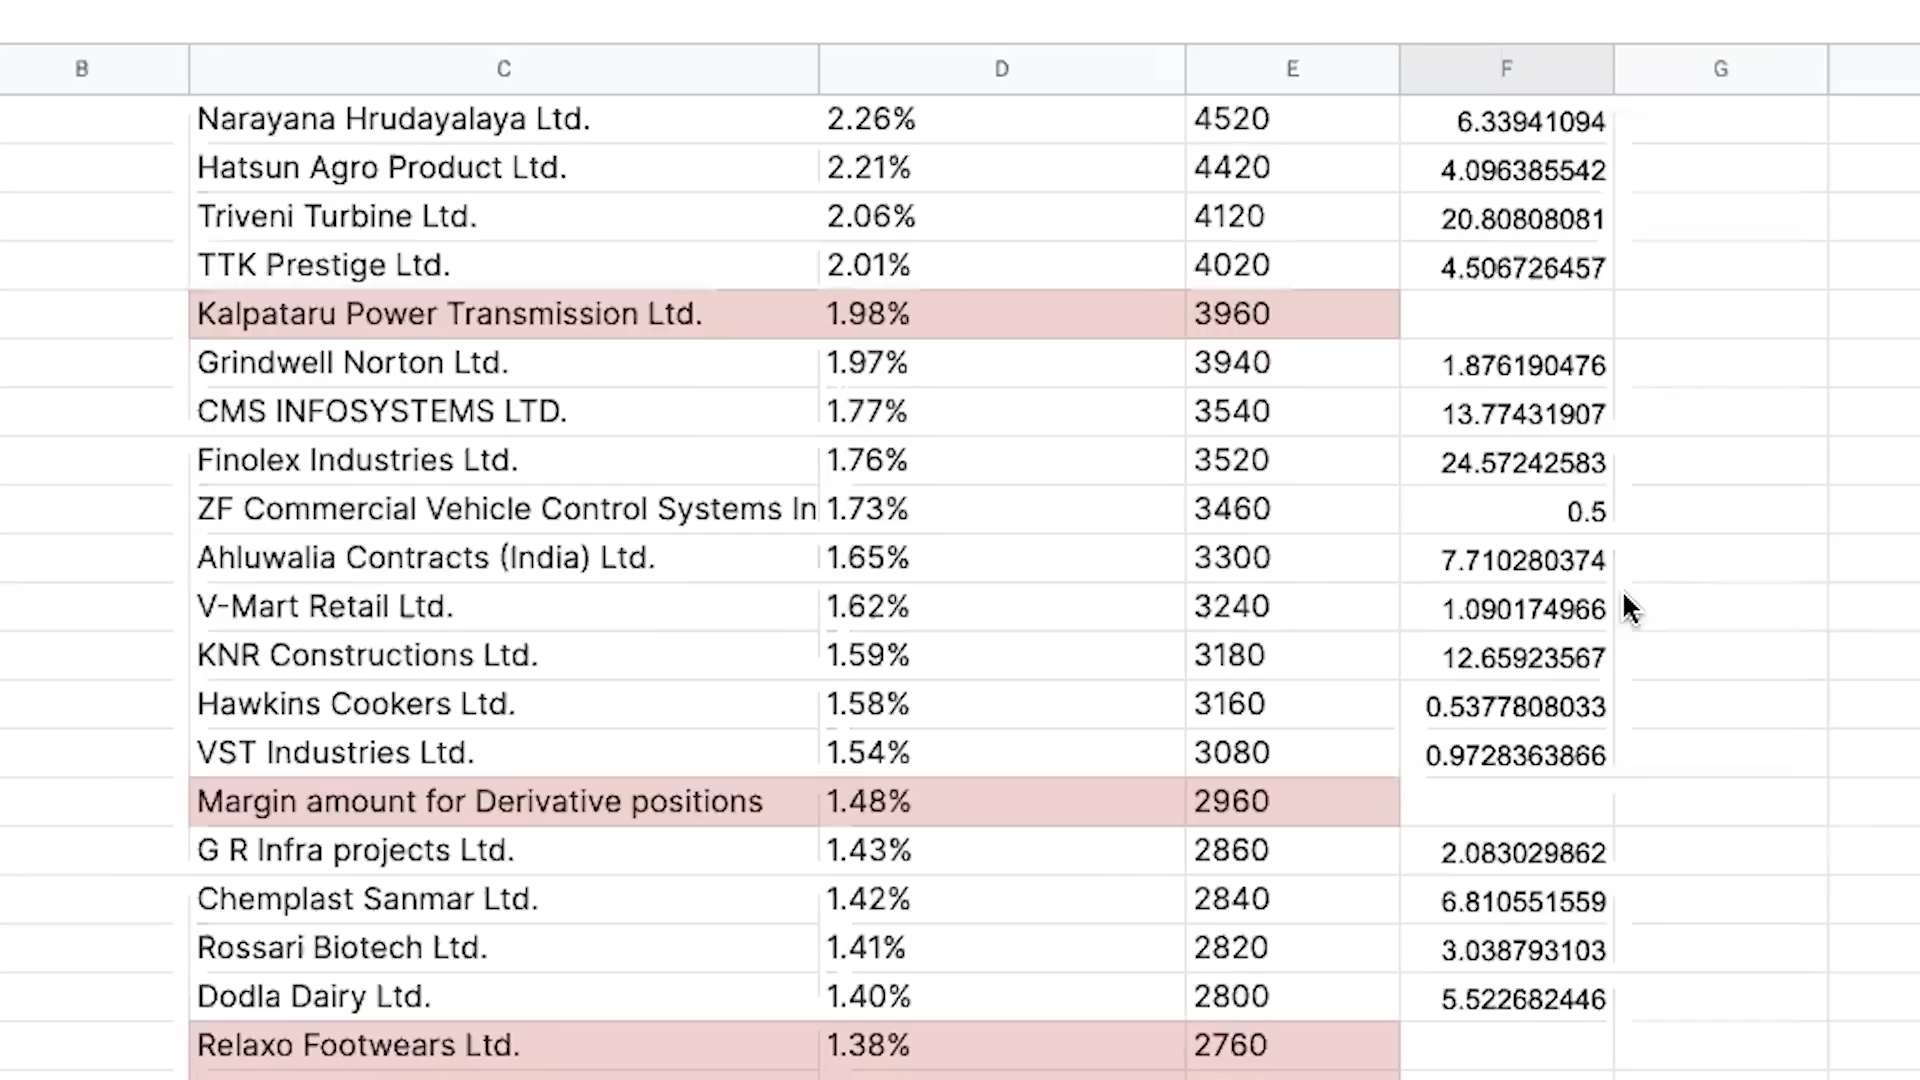 B C D E F G
Narayana Hrudayalaya Ltd. 2.26% 4520 6.33941094
Hatsun Agro Product Ltd. 2.21% 4420 4.096385542
Triveni Turbine Ltd. 2.06% 4120 20.80808081
TTK Prestige Ltd. 2.01% 4020 4.506726457
Kalpataru Power Transmission Ltd. 1.98% 3960
Grindwell Norton Ltd. 1.97% 3940 1.876190476
CMS INFOSYSTEMS LTD. 1.77% 3540 13.77431907
Finolex Industries Ltd. 1.76% 3520 24.57242583
ZF Commercial Vehicle Control Systems In 1.73% 3460 0.5
Ahluwalia Contracts (India) Ltd. 1.65% 3300 7.710280374
V-Mart Retail Ltd. 1.62% 3240 1.090174966
KNR Constructions Ltd. 1.59% 3180 12.65923567
Hawkins Cookers Ltd. 1.58% 3160 0.5377808033
VST Industries Ltd. 1.54% 3080 0.9728363866
Margin amount for Derivative positions 1.48% 2960
G R Infra projects Ltd. 1.43% 2860 2.083029862
Chemplast Sanmar Ltd. 1.42% 2840 6.810551559
Rossari Biotech Ltd. 1.41% 2820 3.038793103
Dodla Dairy Ltd. 1.40% 2800 5.522682446
Relaxo Footwears Ltd. 1.38% 2760